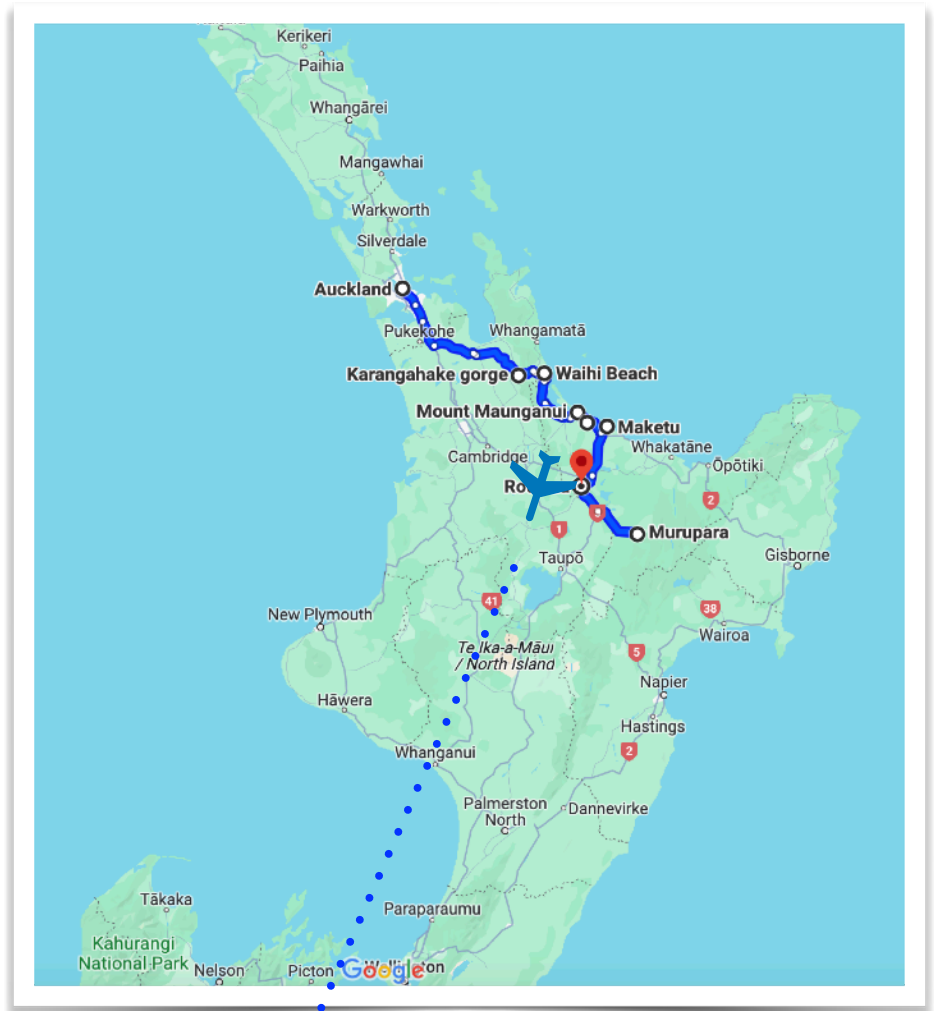 Kerikeri
Paihia
Whangārei
Mangawhai
Warkworth
Silverdale
Auckland
Pukekohe
Whangamatā
Karangahake gorge
Waihi Beach
Mount Maunganui
Maketu
Whakatāne
Cambridge
Ōpōtiki
2
1
Murupara
Taupō
Gisborne
41
38
New Plymouth
Wairoa
Te Ika-a-Māui
/ North Island
5
Napier
Hāwera
Hastings
2
Whanganui
Palmerston
North
Dannevirke
Tākaka
Paraparaumu
Kahurangi
National Park
Nelson
Picton
Google